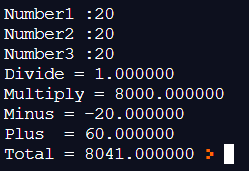 Number1 :20
Number2 :20
Number3 :20
Divide = 1.000000
Multiply = 8000.000000
Minus = -20.000000
Plus  = 60.000000
Total = 8041.000000 >